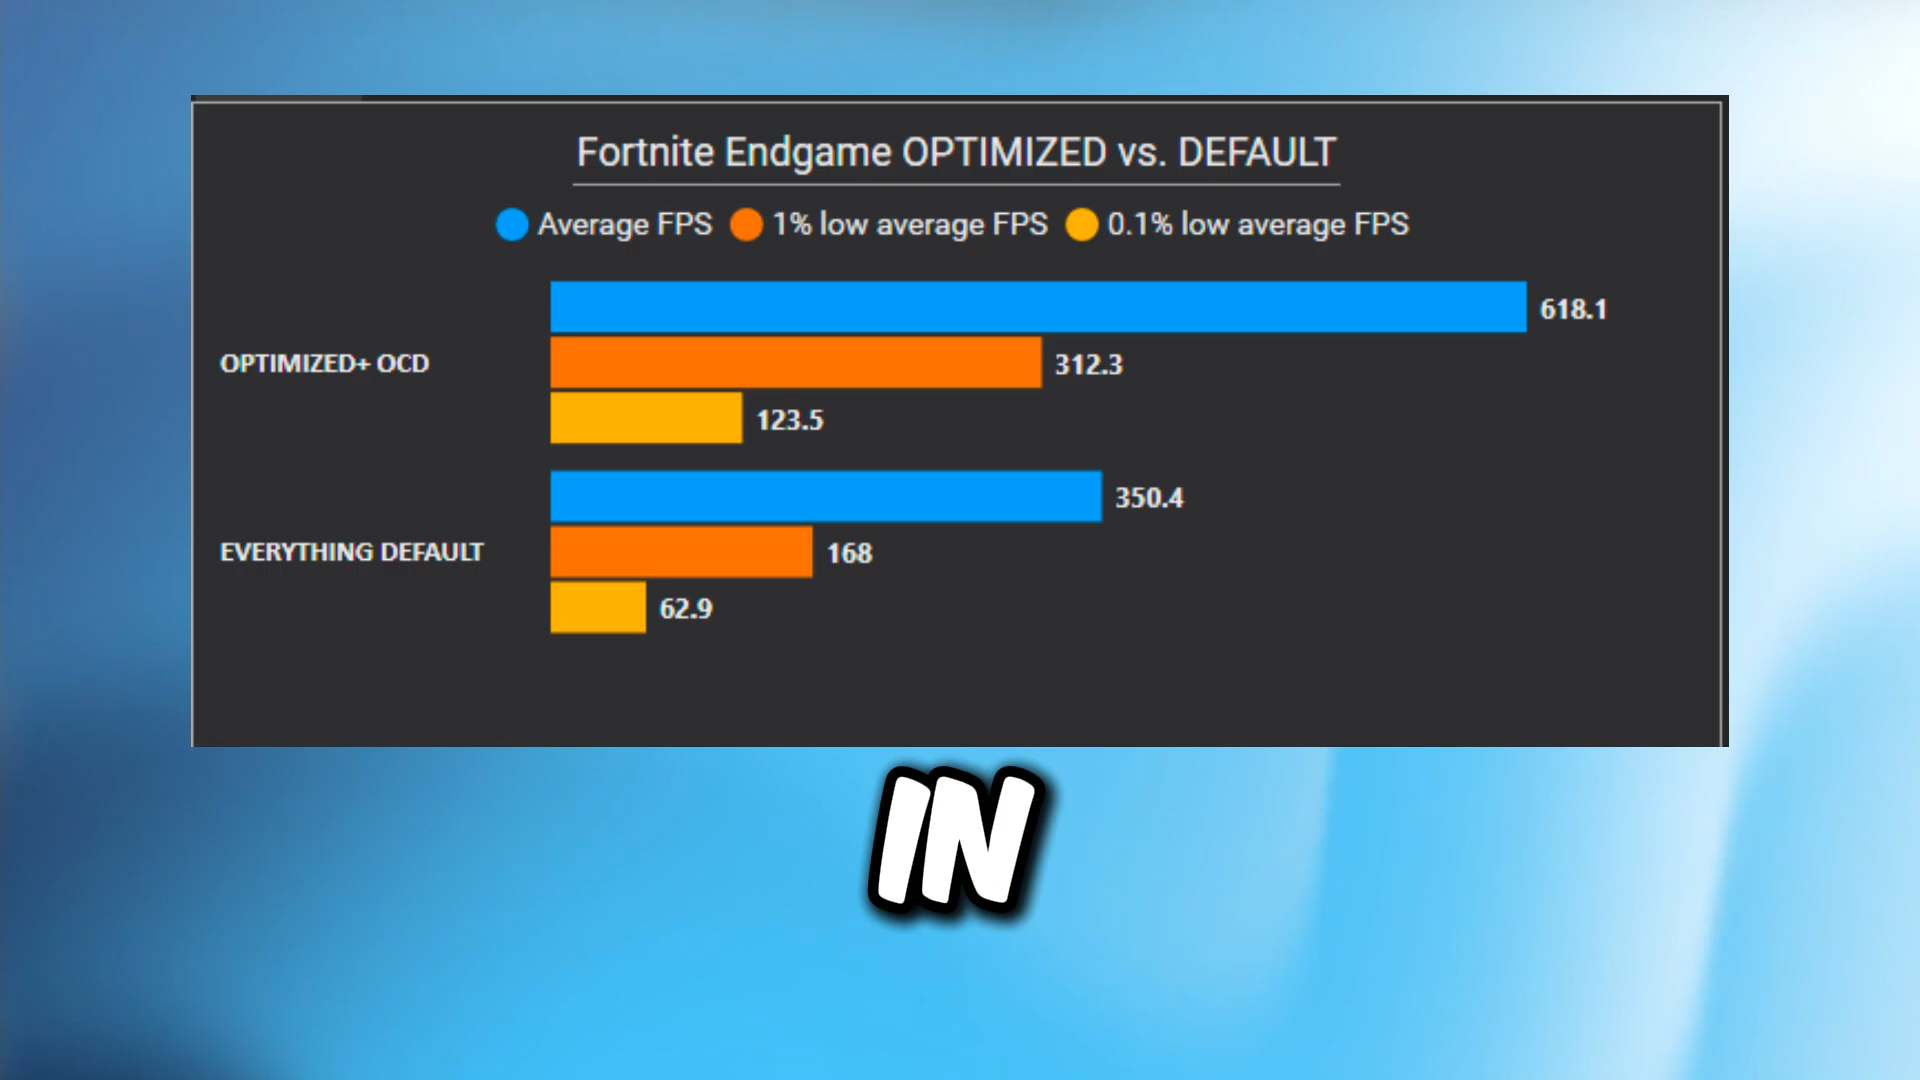 Fortnite Endgame OPTIMIZED vs. DEFAULT
Average FPS 1% low average FPS 0.1% low average FPS
618.1
OPTIMIZED+ OCD 312.3
123.5
350.4
EVERYTHING DEFAULT 168
62.9
IN